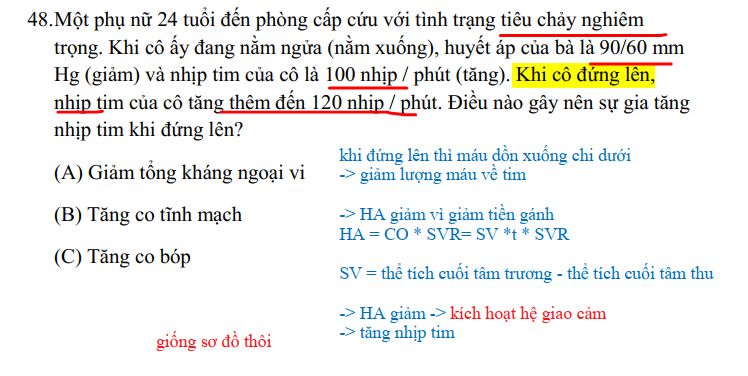 48.Một phụ nữ 24 tuổi đến phòng cấp cứu với tình trạng tiêu chảy nghiêm
trọng. Khi cô ấy đang nằm ngửa (nằm xuống), huyết áp của bà là 90/60 mm
Hg (giảm) và nhịp tim của cô là 100 nhịp / phút (tăng). Khi cô đứng lên,
nhịp tim của cô tăng thêm đến 120 nhịp / phút. Điều nào gây nên sự gia tăng
nhịp tim khi đứng lên?
(A) Giảm tổng kháng ngoại vi
(B) Tăng co tĩnh mạch
(C) Tăng co bóp
khi đứng lên thì máu dồn xuống chi dưới
-> giảm lượng máu về tim
-> HA giảm vì giảm tiền gánh
HA = CO * SVR= SV *t * SVR
SV = thể tích cuối tâm trương - thể tích cuối tâm thu
-> HA giảm -> kích hoạt hệ giao cảm
-> tăng nhịp tim
giống sơ đồ thôi